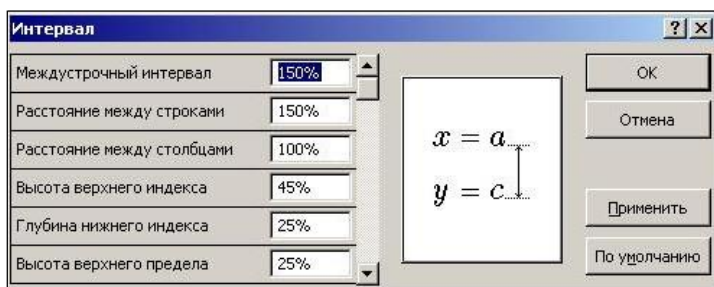 Интервал
Междустрочный интервал 150%
Расстояние между строками 150%
Расстояние между столбцами 100%
Высота верхнего индекса 45%
Глубина нижнего индекса 25%
Высота верхнего предела 25%
x = a
y = c
OK
Отмена
Применить
По умолчанию